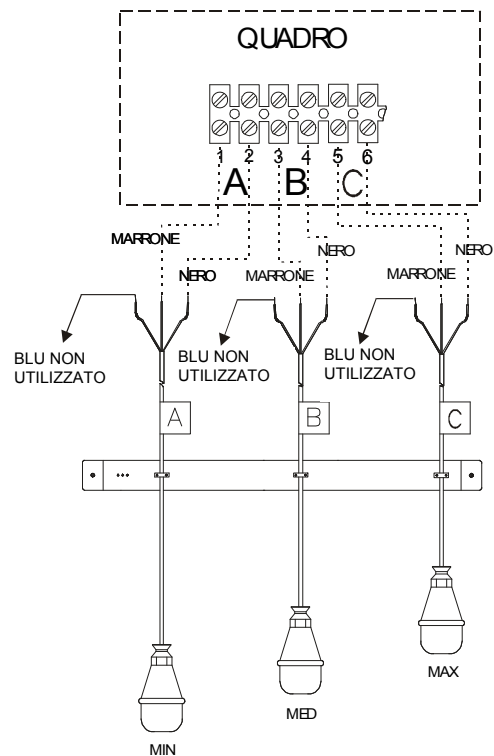 QUADRO
1 2 3 4 5 6
A B C
MARRONE
NERO
MARRONE
NERO
MARRONE
NERO
BLU NON
UTILIZZATO
BLU NON
UTILIZZATO
BLU NON
UTILIZZATO
A
B
C
MAX
MED
MIN